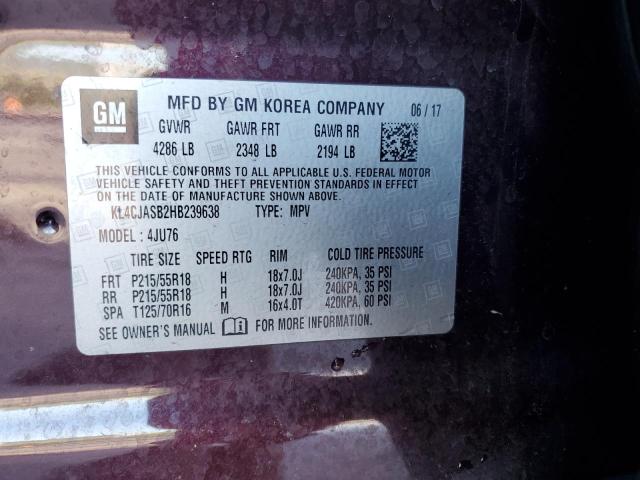 GM MFD BY GM KOREA COMPANY 06/17
GVWR GAWR FRT GAWR RR
4286 LB 2348 LB 2194 LB
THIS VEHICLE CONFORMS TO ALL APPLICABLE U.S. FEDERAL MOTOR
VEHICLE SAFETY AND THEFT PREVENTION STANDARDS IN EFFECT
ON THE DATE OF MANUFACTURE SHOWN ABOVE.
KL4CJASB2HB239638 TYPE: MPV
MODEL: 4JU76
TIRE SIZE SPEED RTG RIM COLD TIRE PRESSURE
FRT P215/55R18 H 18x7.0J 240KPA, 35 PSI
RR P215/55R18 H 18x7.0J 240KPA, 35 PSI
SPA T125/70R16 M 16x4.0T 420KPA, 60 PSI
SEE OWNER'S MANUAL FOR MORE INFORMATION.